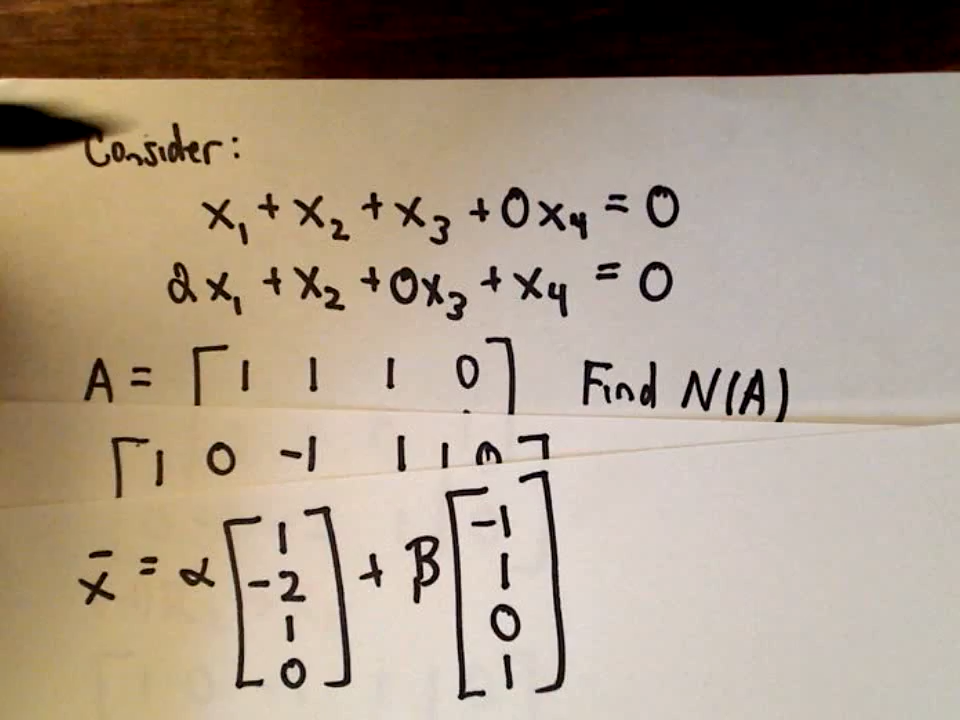 Consider:
x₁ + x₂ + x₃ + 0x₄ = 0
2x₁ + x₂ + 0x₃ + x₄ = 0
A = [ 1 1 1 0 ] Find N(A)
[ 1 0 -1 1 | 0 ]
x̄ = α [ 1 -2 1 0 ] + β [ -1 1 0 1 ]